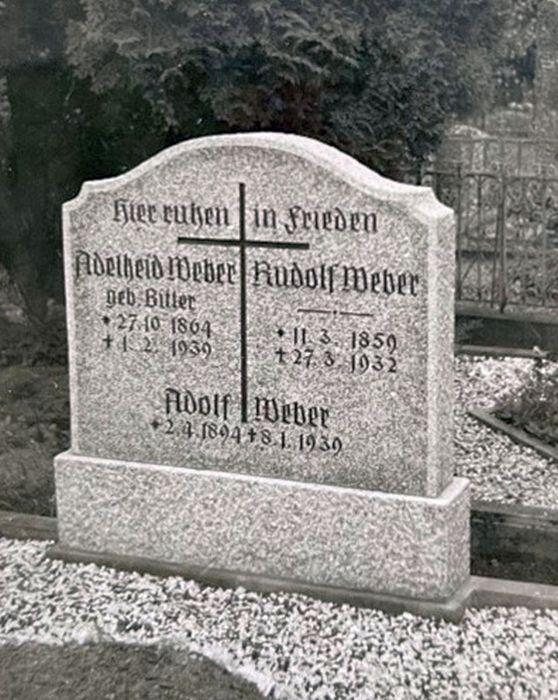 Hier ruhen in Frieden
Adelheid Weber
geb. Bitter
* 27.10.1864
† 1.2.1939
Rudolf Weber
* 11.3.1859
† 27.3.1932
Adolf Weber
* 2.4.1894 † 8.1.1939